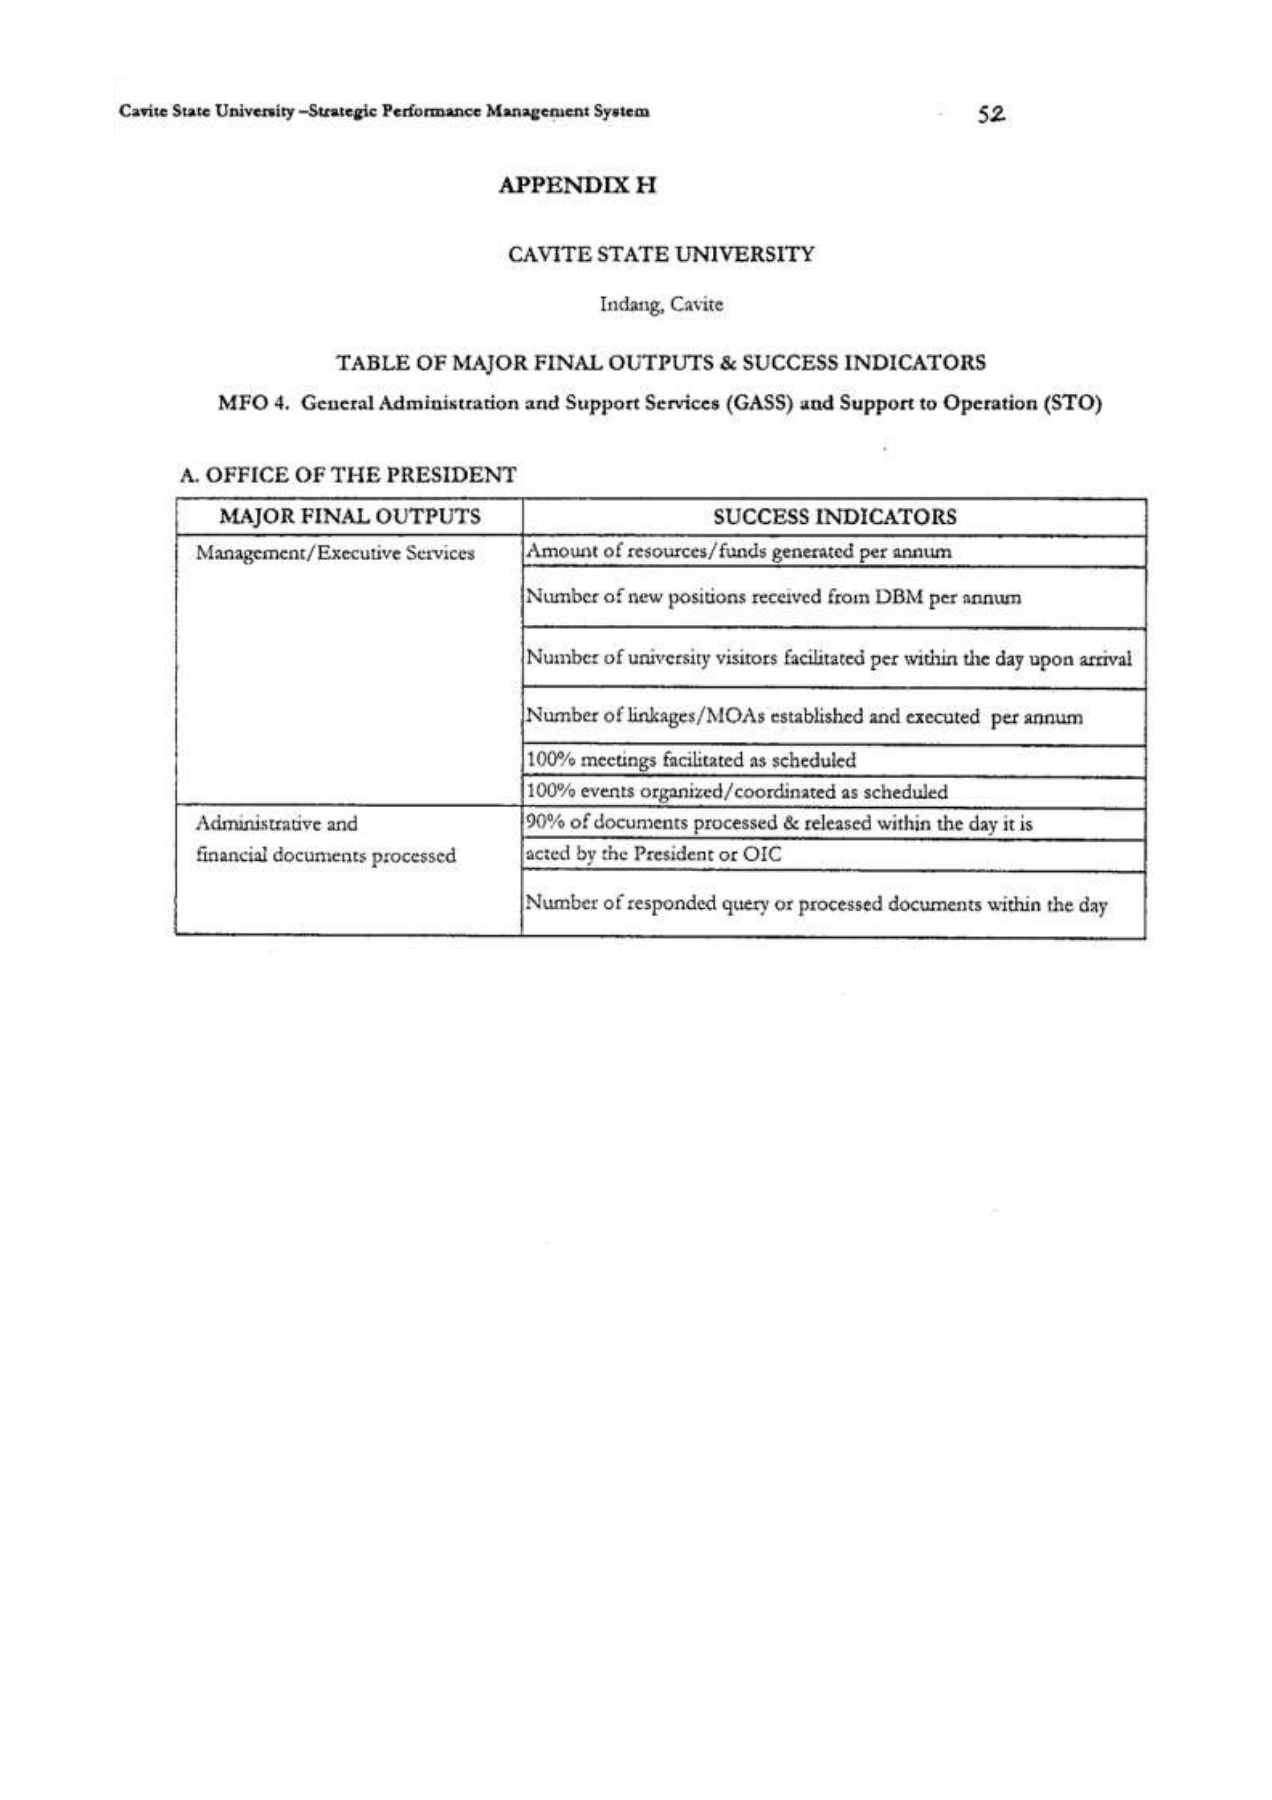 Cavite State University –Strategic Performance Management System 52
APPENDIX H
CAVITE STATE UNIVERSITY
Indang, Cavite
TABLE OF MAJOR FINAL OUTPUTS & SUCCESS INDICATORS
MFO 4. General Administration and Support Services (GASS) and Support to Operation (STO)
A. OFFICE OF THE PRESIDENT
MAJOR FINAL OUTPUTS SUCCESS INDICATORS
Management/Executive Services Amount of resources/funds generated per annum
Number of new positions received from DBM per annum
Number of university visitors facilitated per within the day upon arrival
Number of linkages/MOAs established and executed per annum
100% meetings facilitated as scheduled
100% events organized/coordinated as scheduled
Administrative and 90% of documents processed & released within the day it is
financial documents processed acted by the President or OIC
Number of responded query or processed documents within the day